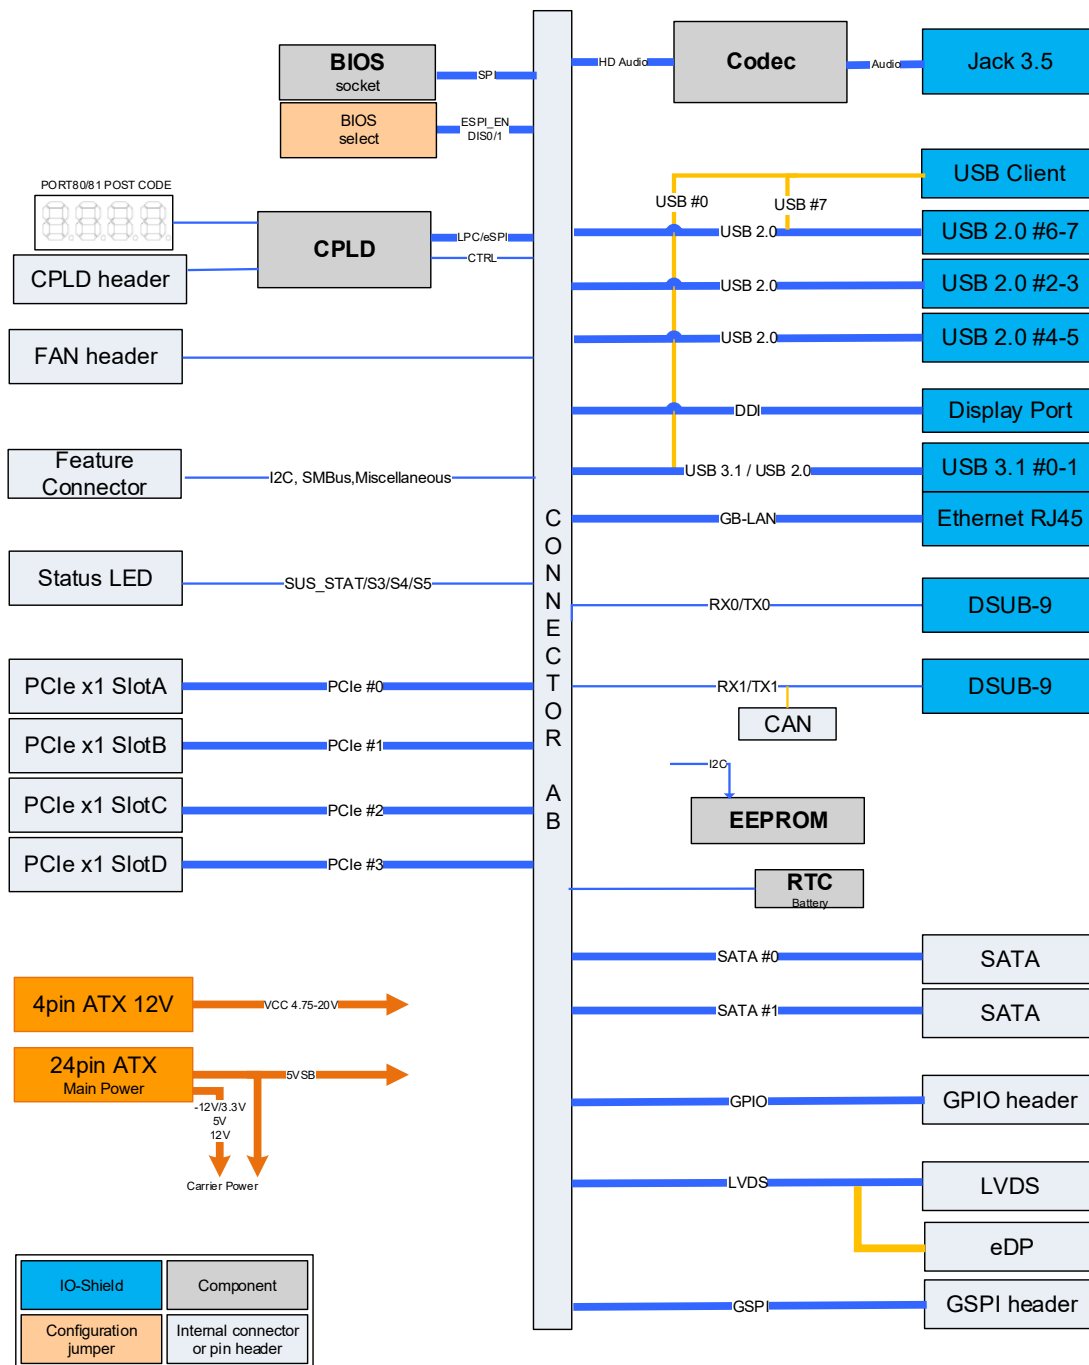 BIOS
socket
SPI
BIOS
select
ESPI_EN
DIS0/1
PORT80/81 POST CODE
8.8.8.8.
CPLD
LPC/eSPI
CTRL
CPLD header
FAN header
Feature
Connector
I2C, SMBus,Miscellaneous
Status LED
SUS_STAT/S3/S4/S5
PCIe x1 SlotA
PCIe #0
PCIe x1 SlotB
PCIe #1
PCIe x1 SlotC
PCIe #2
PCIe x1 SlotD
PCIe #3
4pin ATX 12V
VCC 4.75-20V
24pin ATX
Main Power
5VSB
-12V/3.3V
5V
12V
Carrier Power
IO-Shield
Component
Configuration
jumper
Internal connector
or pin header
C
O
N
N
E
C
T
O
R
A
B
HD Audio
Codec
Audio
Jack 3.5
USB Client
USB #0
USB #7
USB 2.0
USB 2.0 #6-7
USB 2.0
USB 2.0 #2-3
USB 2.0
USB 2.0 #4-5
DDI
Display Port
USB 3.1 / USB 2.0
USB 3.1 #0-1
GB-LAN
Ethernet RJ45
RX0/TX0
DSUB-9
RX1/TX1
DSUB-9
CAN
I2C
EEPROM
RTC
Battery
SATA #0
SATA
SATA #1
SATA
GPIO
GPIO header
LVDS
LVDS
eDP
GSPI
GSPI header